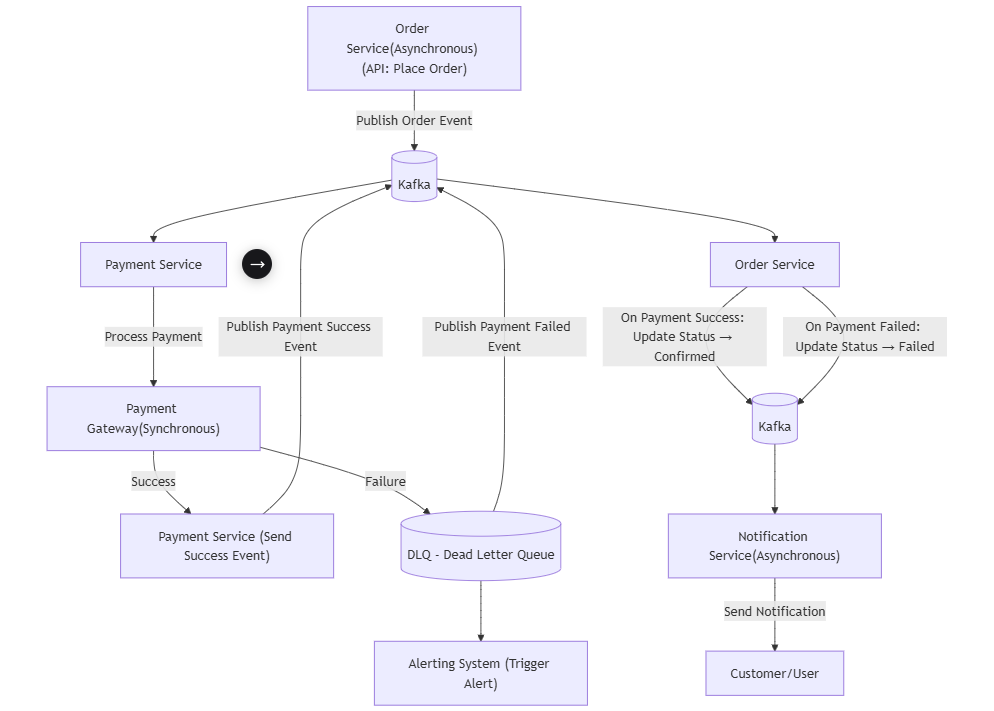 Order
Service(Asynchronous)
(API: Place Order)
Publish Order Event
Kafka
Payment Service
→
Order Service
Process Payment
Publish Payment Success
Event
Publish Payment Failed
Event
On Payment Success:
Update Status →
Confirmed
On Payment Failed:
Update Status → Failed
Payment
Gateway(Synchronous)
Kafka
Success
Failure
Payment Service (Send
Success Event)
DLQ - Dead Letter Queue
Notification
Service(Asynchronous)
Send Notification
Alerting System (Trigger
Alert)
Customer/User